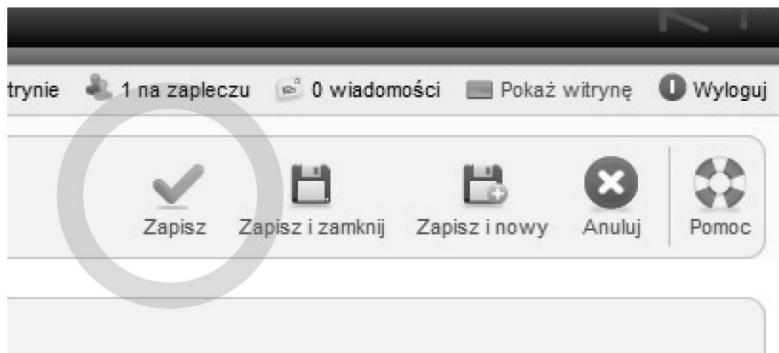 trynie 1 na zapleczu 0 wiadomości Pokaż witrynę Wyloguj
Zapisz Zapisz i zamknij Zapisz i nowy Anuluj Pomoc